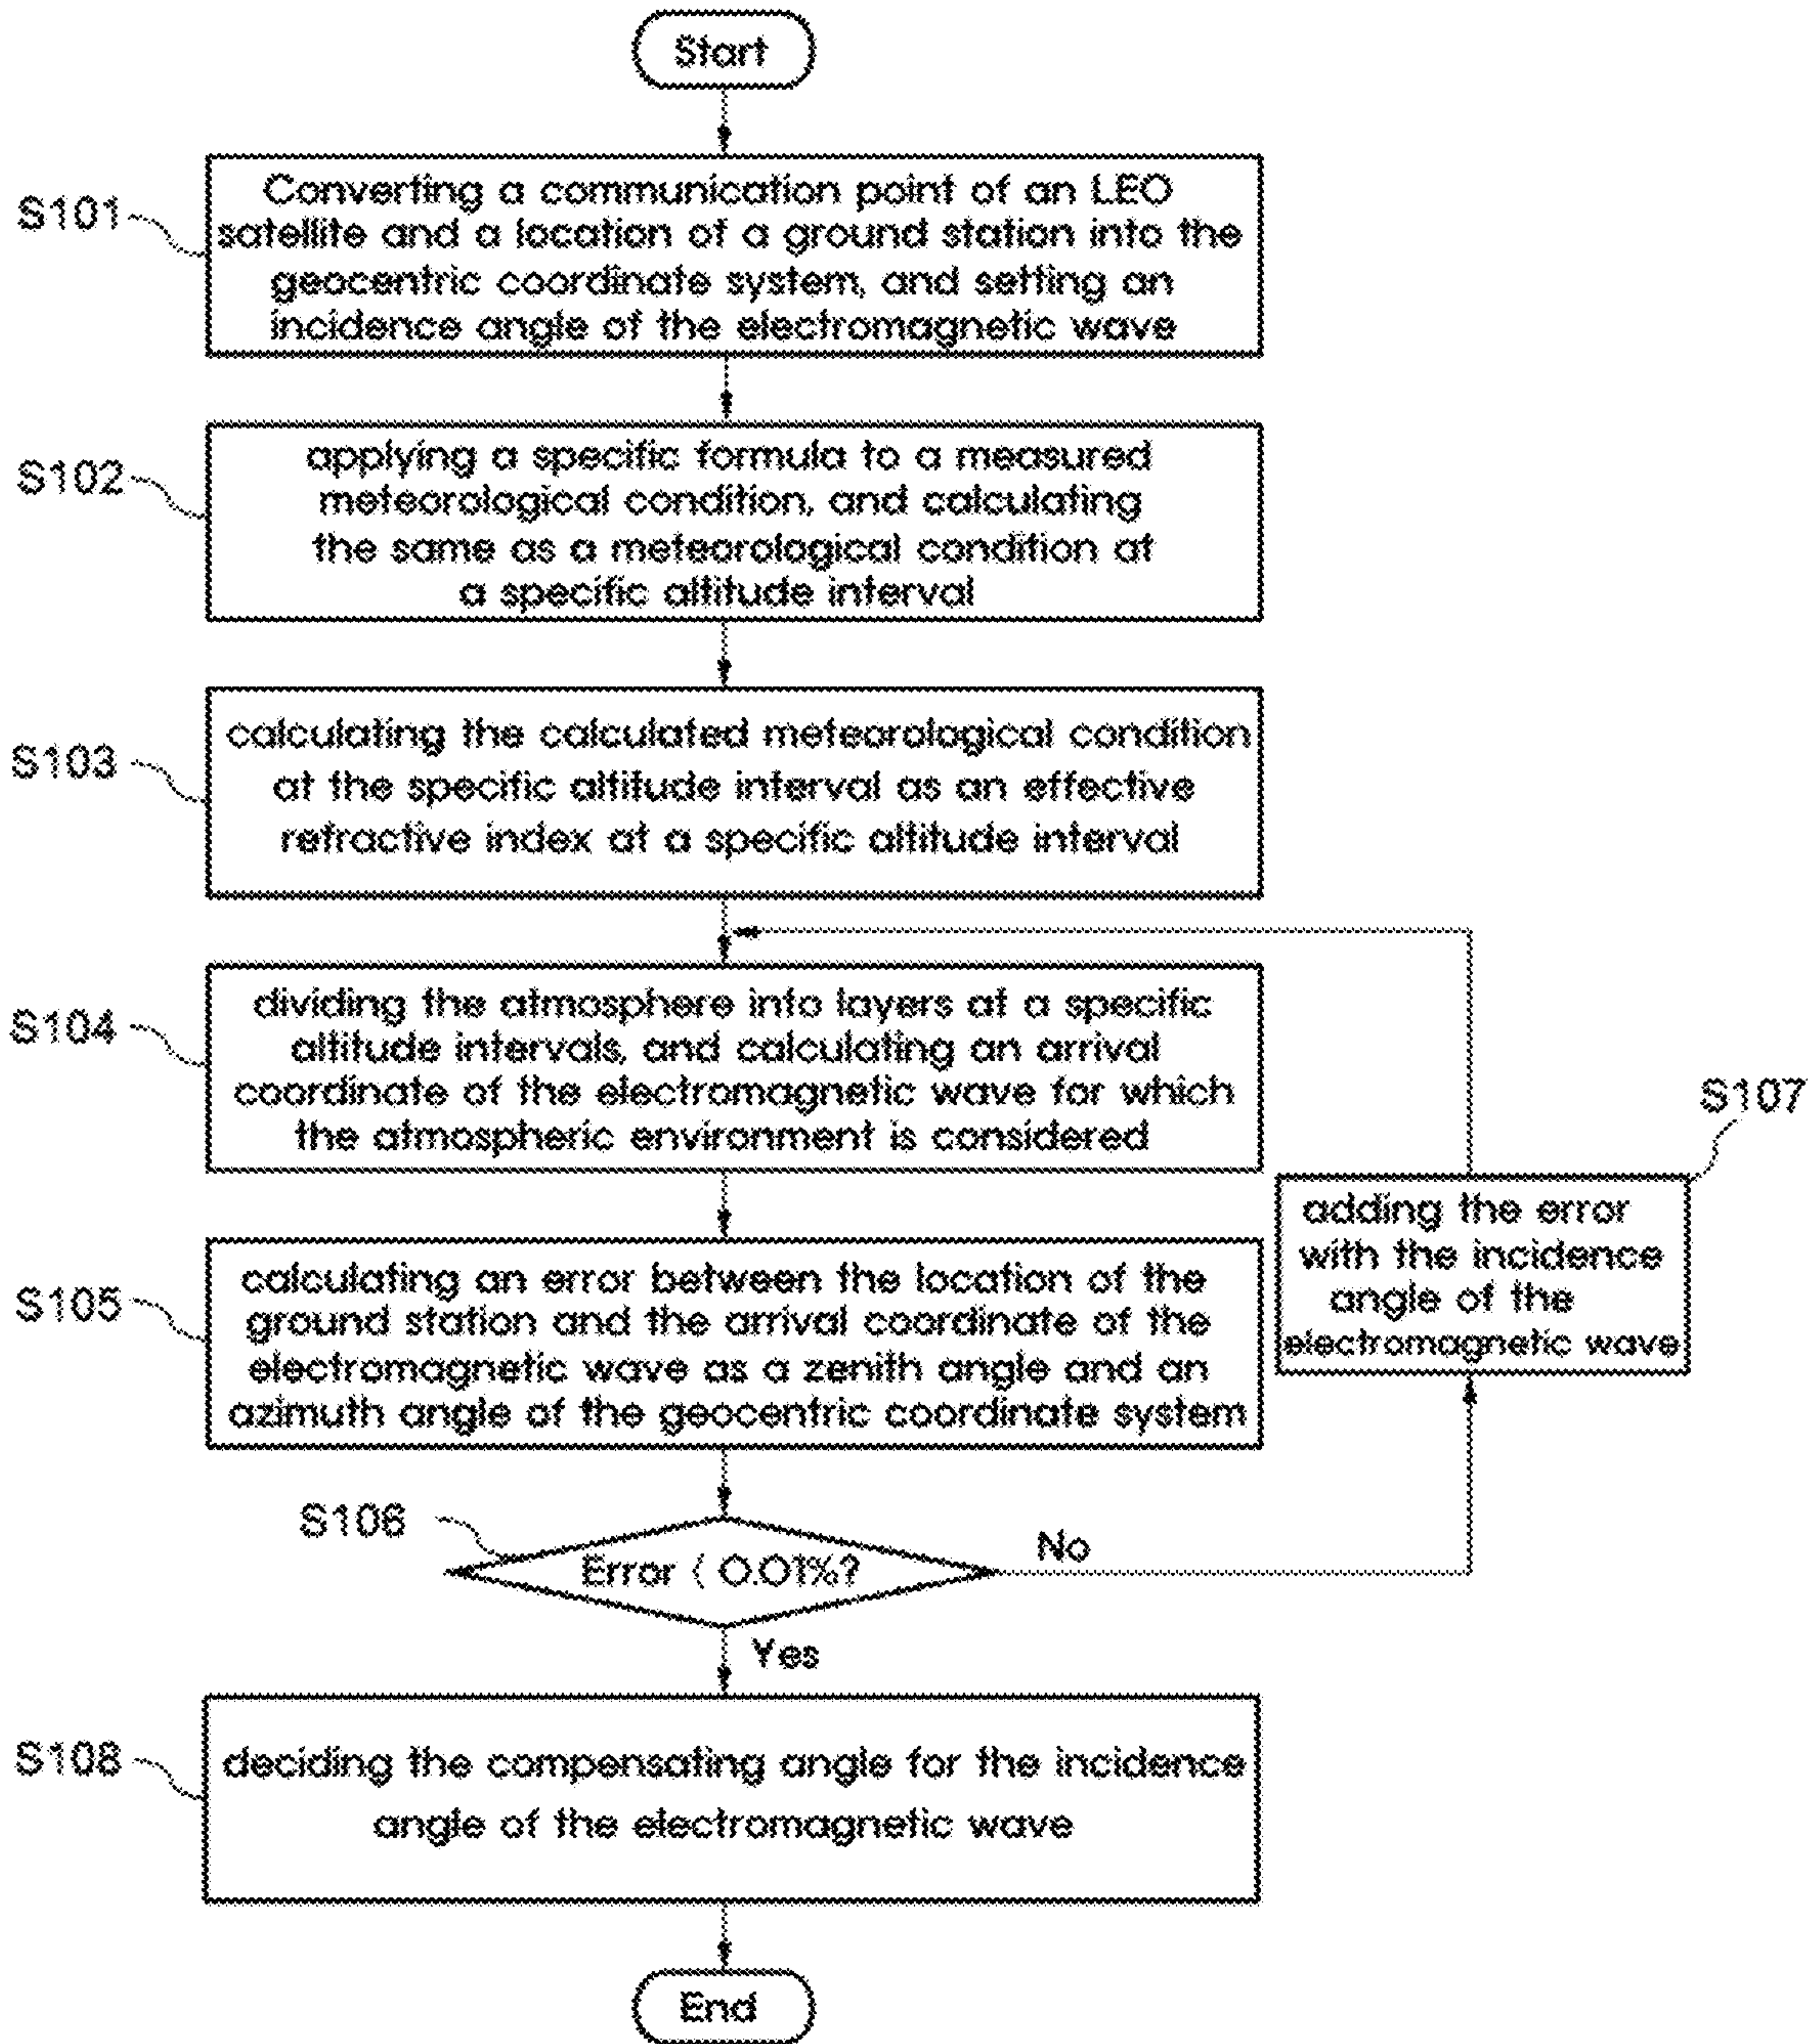 Start
S101
Converting a communication point of an LEO
satellite and a location of a ground station into the
geocentric coordinate system, and setting an
incidence angle of the electromagnetic wave
S102
applying a specific formula to a measured
meteorological condition, and calculating
the same as a meteorological condition at
a specific altitude interval
S103
calculating the calculated meteorological condition
at the specific altitude interval as an effective
refractive index at a specific altitude interval
S104
dividing the atmosphere into layers at a specific
altitude intervals, and calculating an arrival
coordinate of the electromagnetic wave for which
the atmospheric environment is considered
S107
adding the error
with the incidence
angle of the
electromagnetic wave
S105
calculating an error between the location of the
ground station and the arrival coordinate of the
electromagnetic wave as a zenith angle and an
azimuth angle of the geocentric coordinate system
S106
Error ⟨ 0.01%?
No
Yes
S108
deciding the compensating angle for the incidence
angle of the electromagnetic wave
End